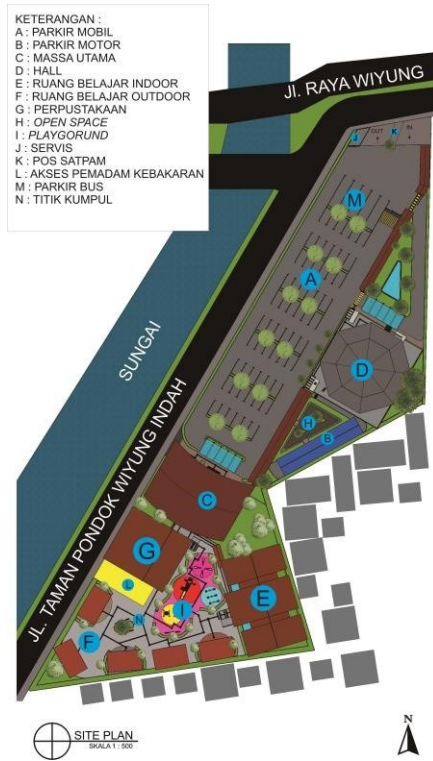 KETERANGAN :
A : PARKIR MOBIL
B : PARKIR MOTOR
C : MASSA UTAMA
D : HALL
E : RUANG BELAJAR INDOOR
F : RUANG BELAJAR OUTDOOR
G : PERPUSTAKAAN
H : OPEN SPACE
I : PLAYGORUND
J : SERVIS
K : POS SATPAM
L : AKSES PEMADAM KEBAKARAN
M : PARKIR BUS
N : TITIK KUMPUL
JL. RAYA WIYUNG
J
OUT
K
IN
M
A
SUNGAI
D
H
B
JL. TAMAN PONDOK WIYUNG INDAH
C
G
L
E
I
N
F
SITE PLAN
SKALA 1 : 500
N